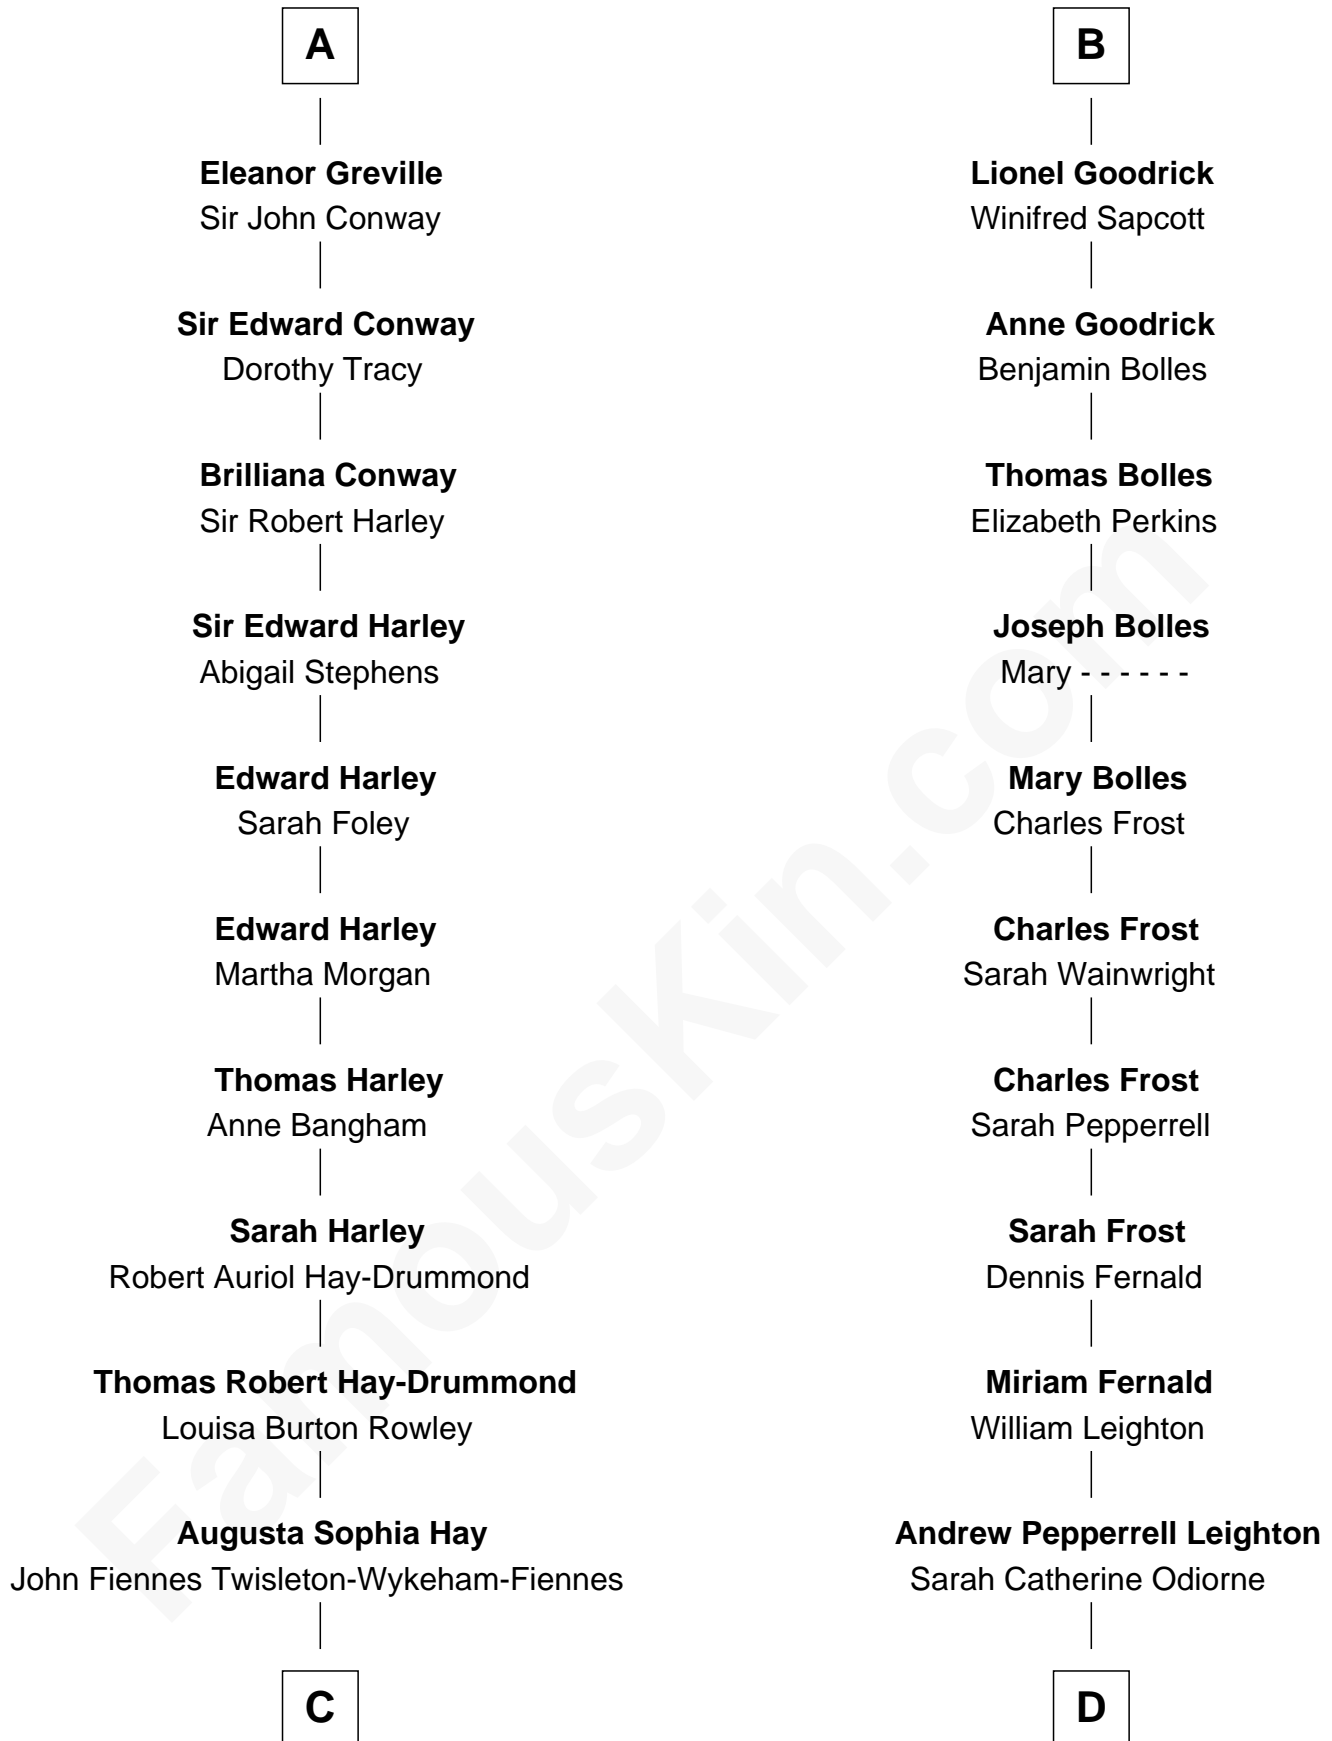 A
Eleanor Greville
Sir John Conway
Sir Edward Conway
Dorothy Tracy
Brilliana Conway
Sir Robert Harley
Sir Edward Harley
Abigail Stephens
Edward Harley
Sarah Foley
Edward Harley
Martha Morgan
Thomas Harley
Anne Bangham
Sarah Harley
Robert Auriol Hay-Drummond
Thomas Robert Hay-Drummond
Louisa Burton Rowley
Augusta Sophia Hay
John Fiennes Twisleton-Wykeham-Fiennes
C
B
Lionel Goodrick
Winifred Sapcott
Anne Goodrick
Benjamin Bolles
Thomas Bolles
Elizabeth Perkins
Joseph Bolles
Mary - - - - - -
Mary Bolles
Charles Frost
Charles Frost
Sarah Wainwright
Charles Frost
Sarah Pepperrell
Sarah Frost
Dennis Fernald
Miriam Fernald
William Leighton
Andrew Pepperrell Leighton
Sarah Catherine Odiorne
D
FamousKin.com